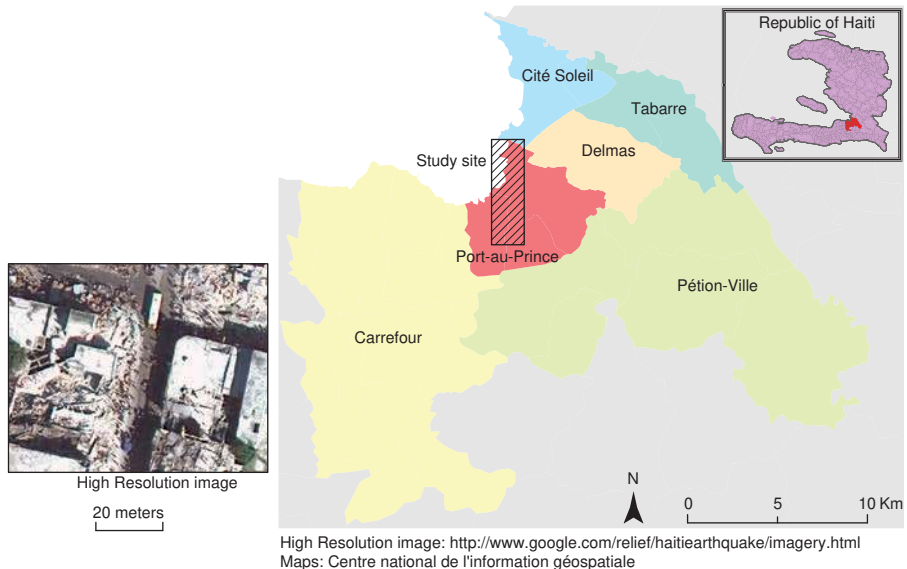 Republic of Haiti
Cité Soleil
Tabarre
Study site
Delmas
Port-au-Prince
Pétion-Ville
Carrefour
High Resolution image
20 meters
N
0 5 10 Km
High Resolution image: http://www.google.com/relief/haitiearthquake/imagery.html
Maps: Centre national de l'information géospatiale